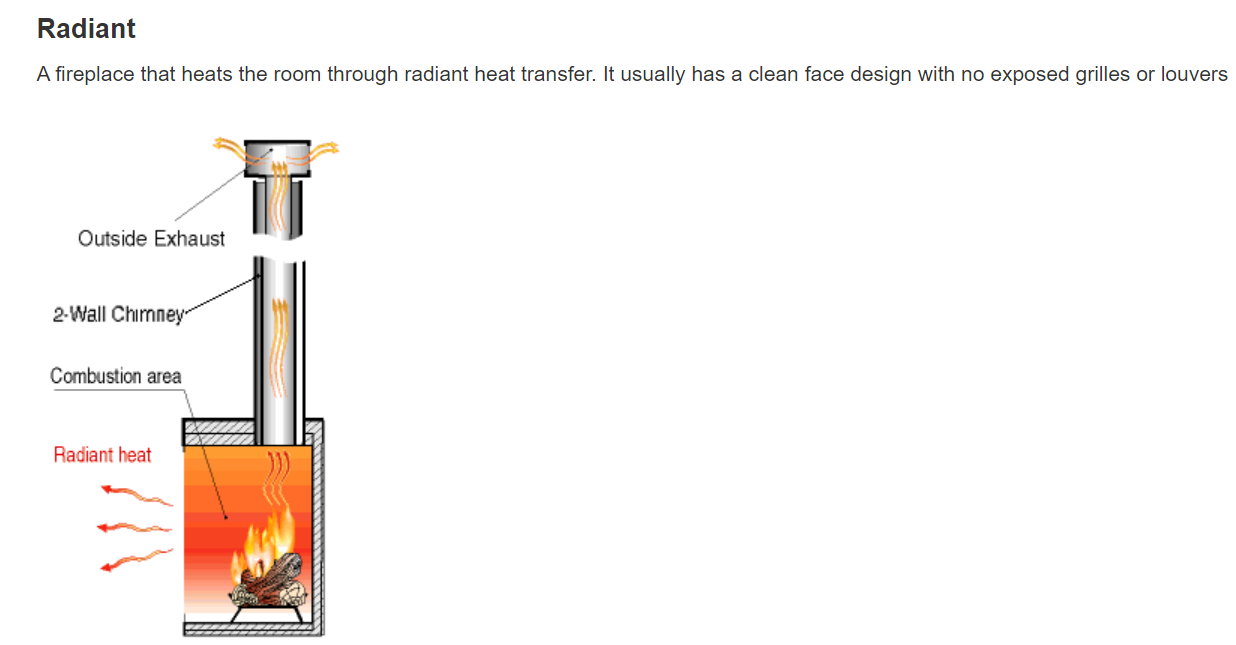 Radiant
A fireplace that heats the room through radiant heat transfer. It usually has a clean face design with no exposed grilles or louvers
Outside Exhaust
2-Wall Chimney
Combustion area
Radiant heat